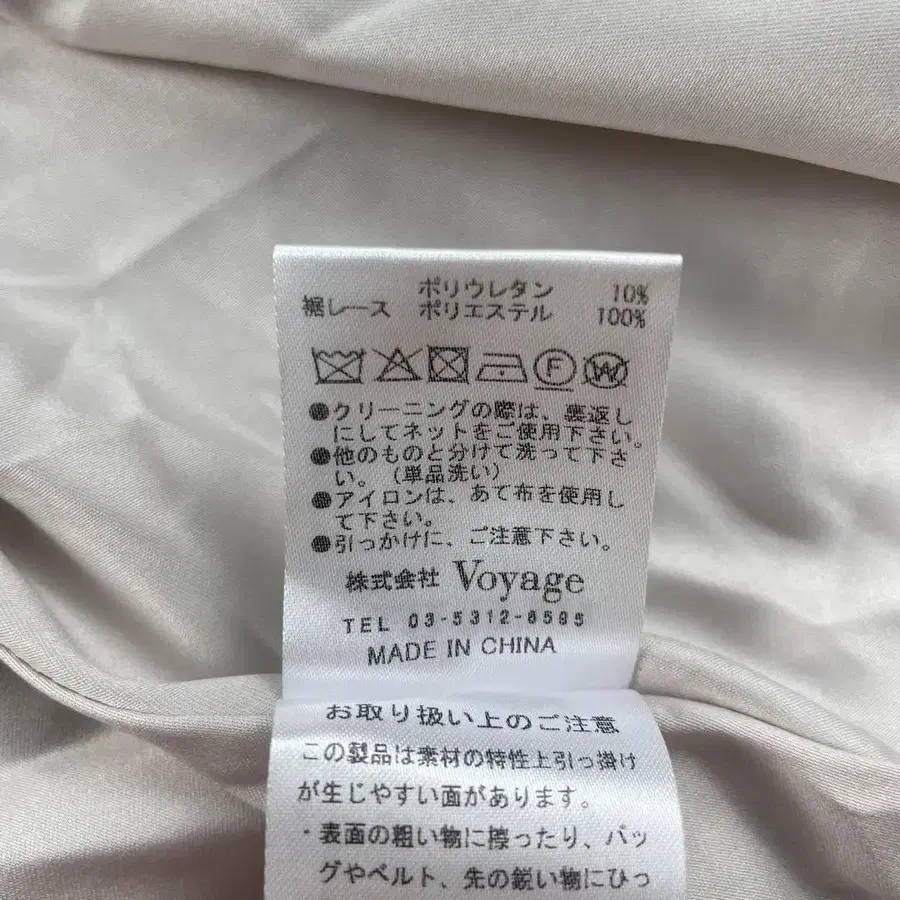 ポリウレタン 10%
裾レース ポリエステル 100%
F W
●クリーニングの際は、裏返し
にしてネットをご使用下さい。
●他のものと分けて洗って下さ
い。(単品洗い)
●アイロンは、あて布を使用し
て下さい。
●引っかけに、ご注意下さい。
株式会社 Voyage
TEL 03-5312-8595
MADE IN CHINA
お取り扱い上のご注意
この製品は素材の特性上引っ掛け
が生じやすい面があります。
・表面の粗い物に擦ったり、バッ
グやベルト、先の鋭い物にひっ